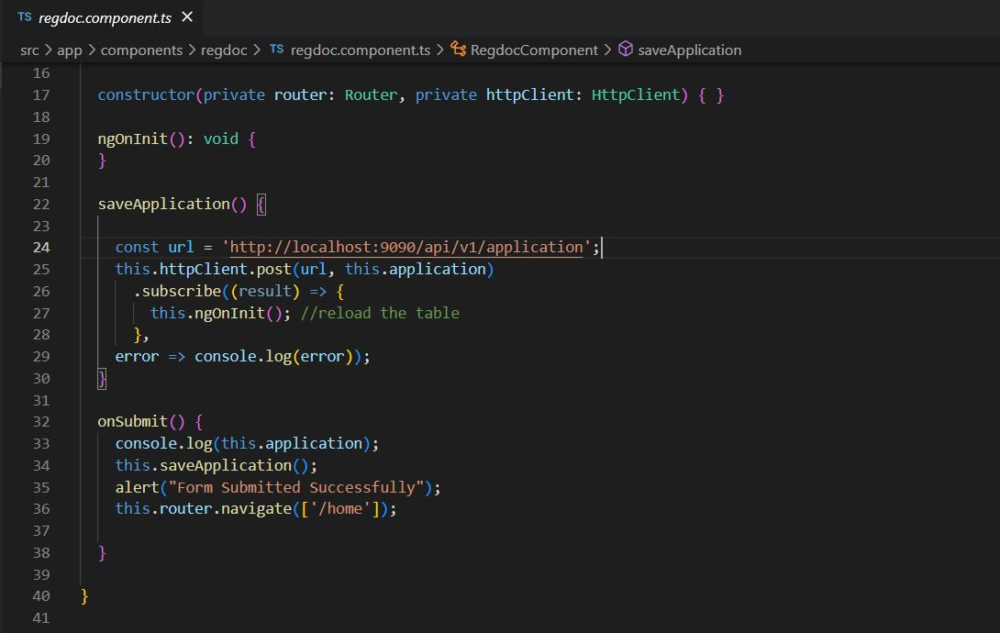 TS regdoc.component.ts ×
src > app > components > regdoc > TS regdoc.component.ts > RegdocComponent > saveApplication
16
17 constructor(private router: Router, private httpClient: HttpClient) { }
18
19 ngOnInit(): void {
20 }
21
22 saveApplication() {
23
24 const url = 'http://localhost:9090/api/v1/application';
25 this.httpClient.post(url, this.application)
26 .subscribe((result) => {
27 this.ngOnInit(); //reload the table
28 },
29 error => console.log(error));
30 }
31
32 onSubmit() {
33 console.log(this.application);
34 this.saveApplication();
35 alert("Form Submitted Successfully");
36 this.router.navigate(['/home']);
37
38 }
39
40 }
41